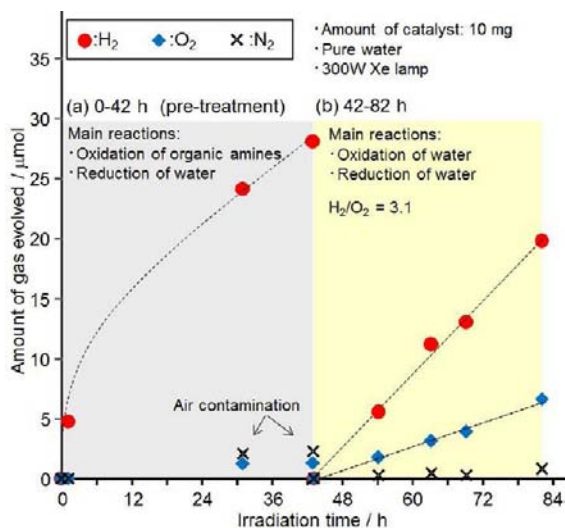 ●:H₂ ◆:O₂ ×:N₂
・Amount of catalyst: 10 mg
・Pure water
・300W Xe lamp
(a) 0-42 h (pre-treatment)
Main reactions:
・Oxidation of organic amines
・Reduction of water
(b) 42-82 h
Main reactions:
・Oxidation of water
・Reduction of water
H₂/O₂ = 3.1
Air contamination
Amount of gas evolved / μmol
35
30
25
20
15
10
5
0
0 12 24 36 48 60 72 84
Irradiation time / h